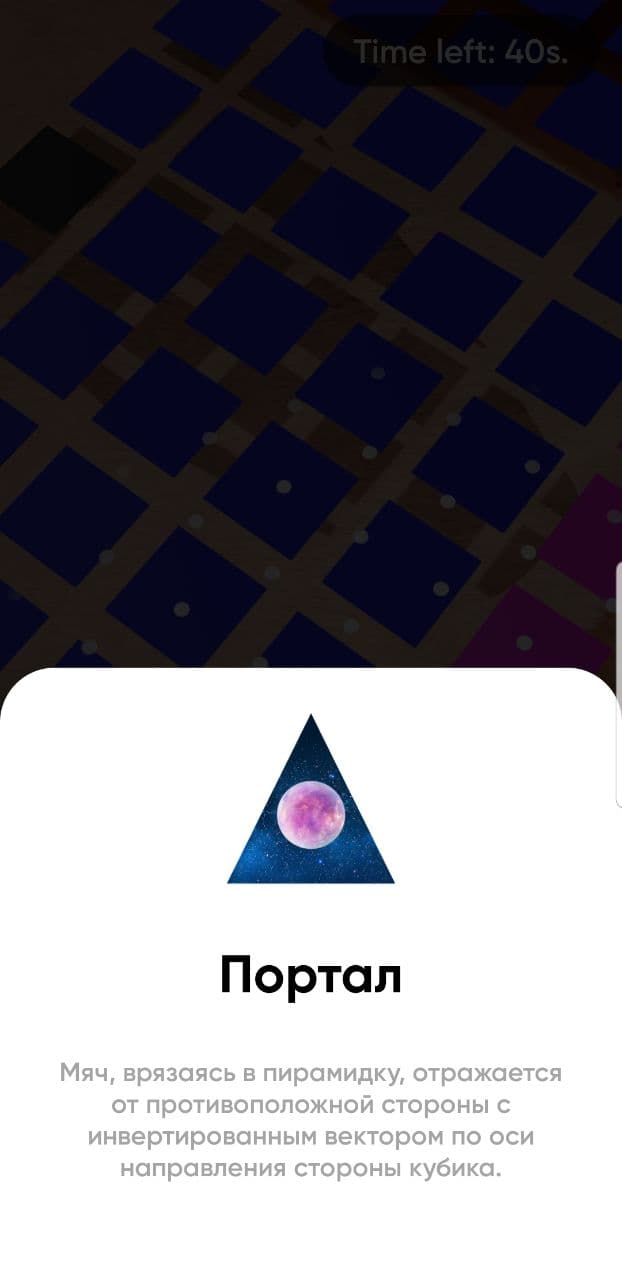 Time left: 40s.
Портал
Мяч, врязаясь в пирамидку, отражается
от противоположной стороны с
инвертированным вектором по оси
направления стороны кубика.